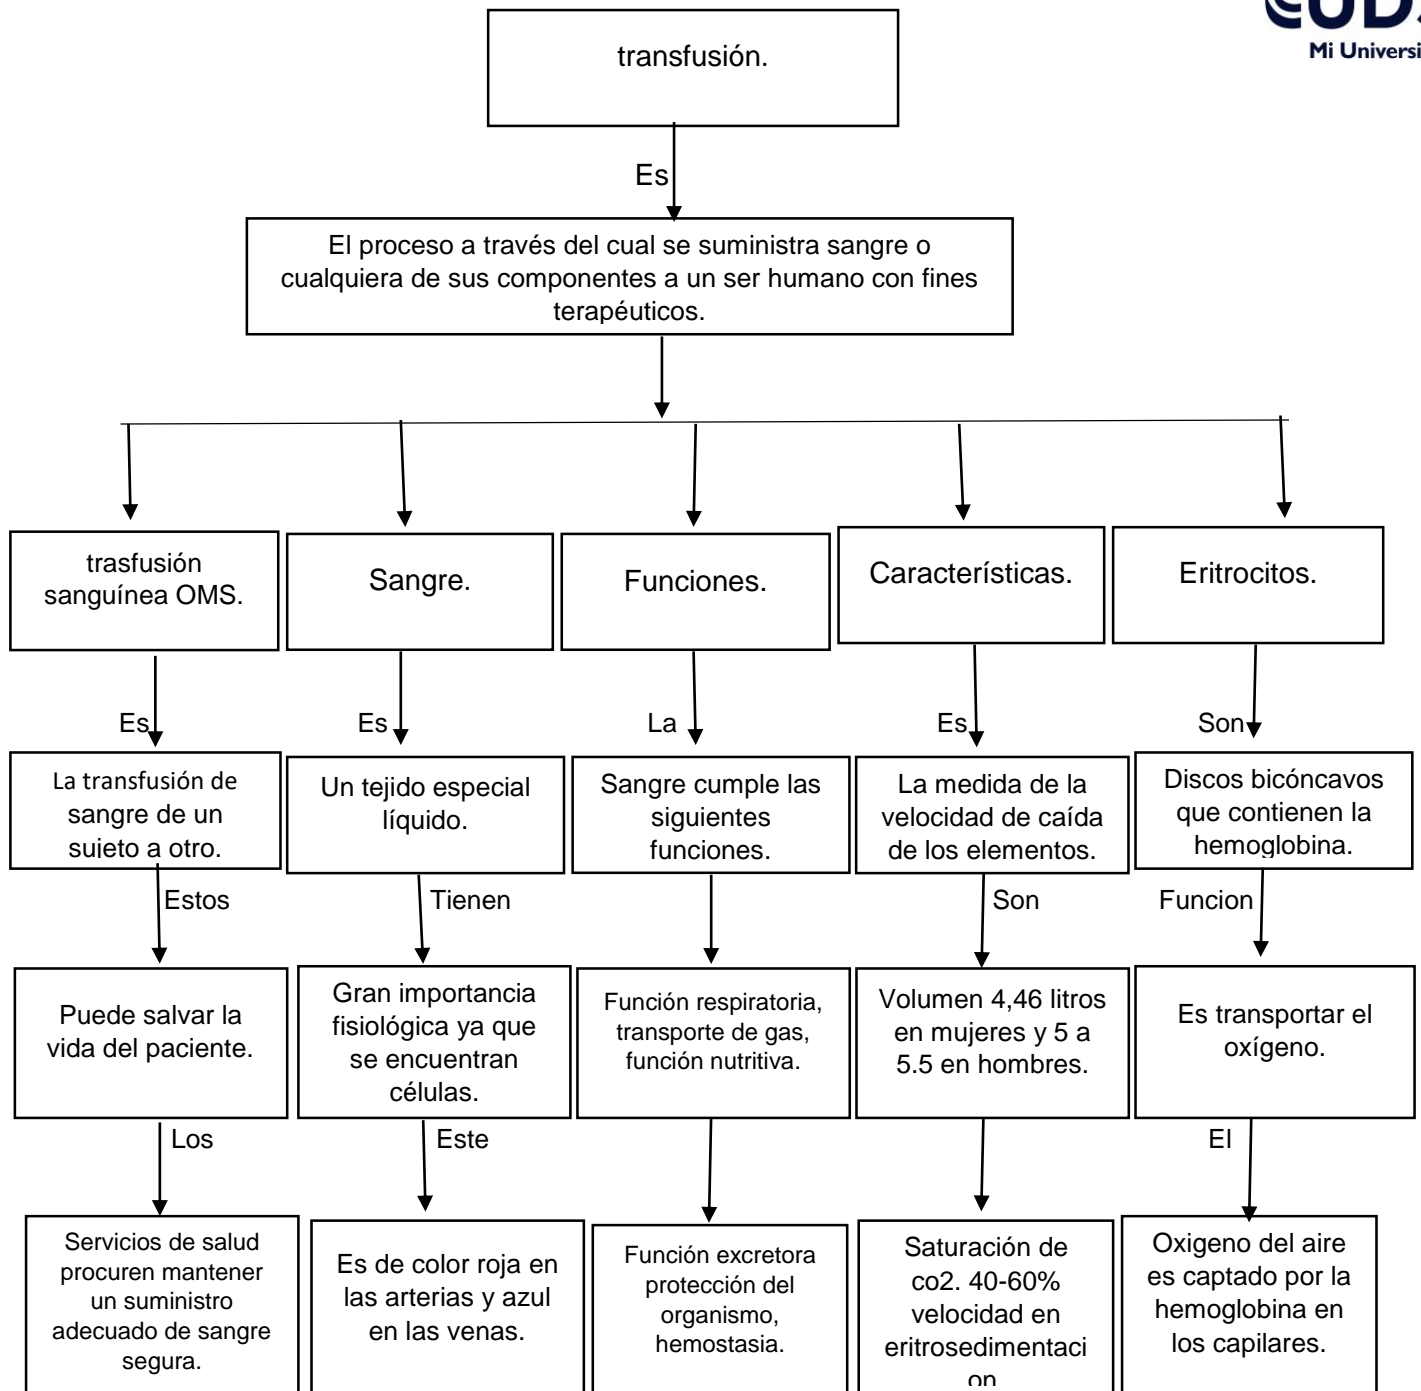 Mi Universi
transfusión.
Es
El proceso a través del cual se suministra sangre o
cualquiera de sus componentes a un ser humano con fines
terapéuticos.
trasfusión
sanguínea OMS.
Sangre.
Funciones.
Características.
Eritrocitos.
Es
Es
La
Es
Son
La transfusión de
sangre de un
sujeto a otro.
Un tejido especial
líquido.
Sangre cumple las
siguientes
funciones.
La medida de la
velocidad de caída
de los elementos.
Discos bicóncavos
que contienen la
hemoglobina.
Estos
Tienen
Son
Funcion
Puede salvar la
vida del paciente.
Gran importancia
fisiológica ya que
se encuentran
células.
Función respiratoria,
transporte de gas,
función nutritiva.
Volumen 4,46 litros
en mujeres y 5 a
5.5 en hombres.
Es transportar el
oxígeno.
Los
Este
El
Servicios de salud
procuren mantener
un suministro
adecuado de sangre
segura.
Es de color roja en
las arterias y azul
en las venas.
Función excretora
protección del
organismo,
hemostasia.
Saturación de
co2. 40-60%
velocidad en
eritrosedimentaci
on
Oxigeno del aire
es captado por la
hemoglobina en
los capilares.